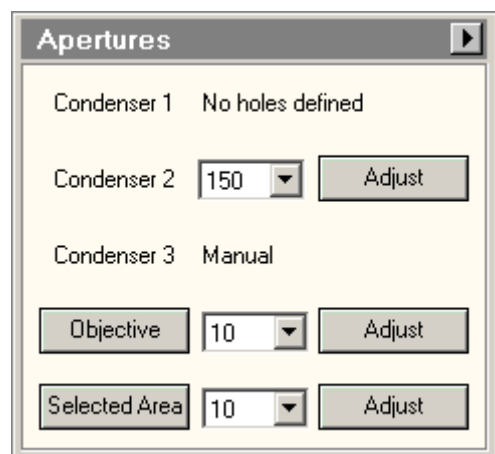 Apertures
Condenser 1 No holes defined
Condenser 2 150 Adjust
Condenser 3 Manual
Objective 10 Adjust
Selected Area 10 Adjust